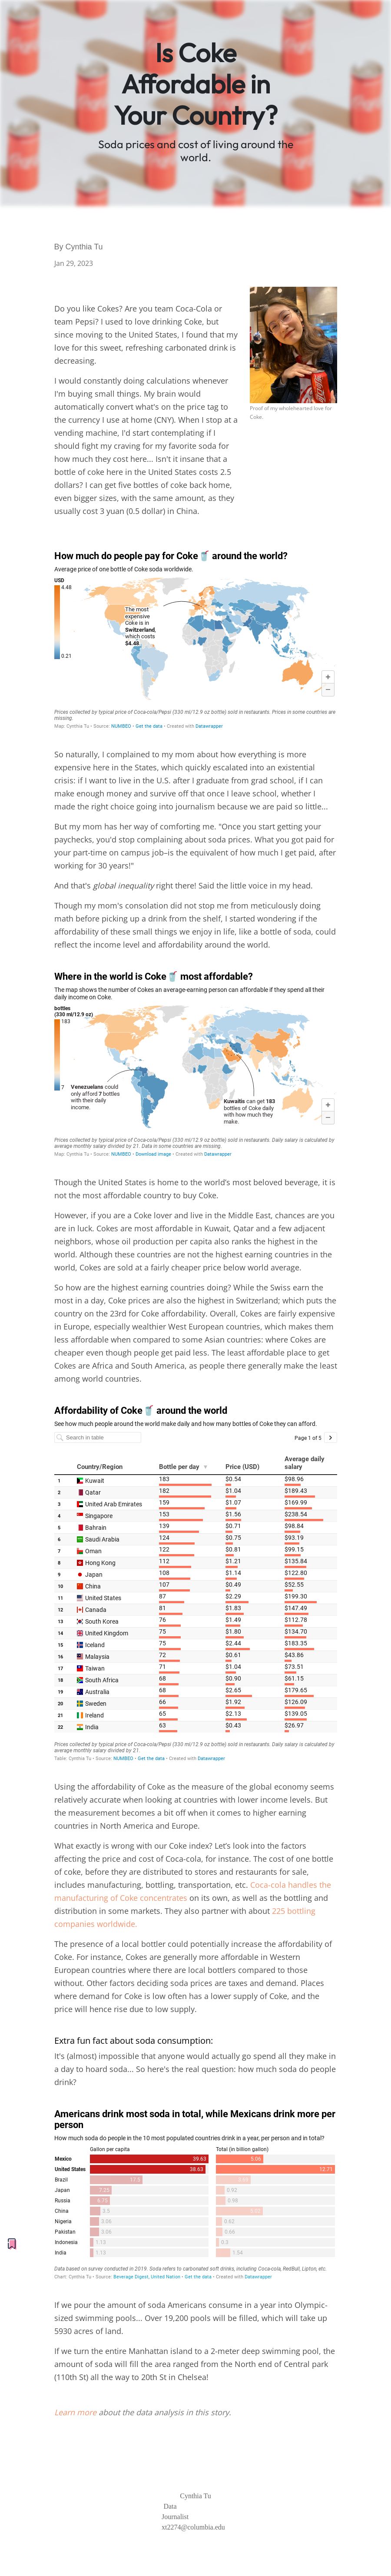 Is Coke
Affordable in
Your Country?
Soda prices and cost of living around the
world.
By Cynthia Tu
Jan 29, 2023
Do you like Cokes? Are you team Coca-Cola or
team Pepsi? I used to love drinking Coke, but
since moving to the United States, I found that my
love for this sweet, refreshing carbonated drink is
decreasing.
I would constantly doing calculations whenever
I'm buying small things. My brain would
automatically convert what's on the price tag to
the currency I use at home (CNY). When I stop at a
vending machine, I'd start contemplating if I
should fight my craving for my favorite soda for
how much they cost here... Isn't it insane that a
bottle of coke here in the United States costs 2.5
dollars? I can get five bottles of coke back home,
even bigger sizes, with the same amount, as they
usually cost 3 yuan (0.5 dollar) in China.
Proof of my wholehearted love for
Coke.
How much do people pay for Coke🥤 around the world?
Average price of one bottle of Coke soda worldwide.
USD
4.48
0.21
The most
expensive
Coke is in
Switzerland,
which costs
$4.48.
+
−
Prices collected by typical price of Coca-cola/Pepsi (330 ml/12.9 oz bottle) sold in restaurants. Prices in some countries are
missing.
Map: Cynthia Tu • Source: NUMBEO • Get the data • Created with Datawrapper
So naturally, I complained to my mom about how everything is more
expensive here in the States, which quickly escalated into an existential
crisis: if I want to live in the U.S. after I graduate from grad school, if I can
make enough money and survive off that once I leave school, whether I
made the right choice going into journalism because we are paid so little...
But my mom has her way of comforting me. "Once you start getting your
paychecks, you'd stop complaining about soda prices. What you got paid for
your part-time on campus job–is the equivalent of how much I get paid, after
working for 30 years!"
And that's global inequality right there! Said the little voice in my head.
Though my mom's consolation did not stop me from meticulously doing
math before picking up a drink from the shelf, I started wondering if the
affordability of these small things we enjoy in life, like a bottle of soda, could
reflect the income level and affordability around the world.
Where in the world is Coke🥤 most affordable?
The map shows the number of Cokes an average-earning person can affordable if they spend all their
daily income on Coke.
bottles
(330 ml/12.9 oz)
183
7
Venezuelans could
only afford 7 bottles
with their daily
income.
Kuwaitis can get 183
bottles of Coke daily
with how much they
make.
+
−
Prices collected by typical price of Coca-cola/Pepsi (330 ml/12.9 oz bottle) sold in restaurants. Daily salary is calculated by
average monthly salary divided by 21. Data in some countries are missing.
Map: Cynthia Tu • Source: NUMBEO • Download image • Created with Datawrapper
Though the United States is home to the world's most beloved beverage, it is
not the most affordable country to buy Coke.
However, if you are a Coke lover and live in the Middle East, chances are you
are in luck. Cokes are most affordable in Kuwait, Qatar and a few adjacent
neighbors, whose oil production per capita also ranks the highest in the
world. Although these countries are not the highest earning countries in the
world, Cokes are sold at a fairly cheaper price below world average.
So how are the highest earning countries doing? While the Swiss earn the
most in a day, Coke prices are also the highest in Switzerland; which puts the
country on the 23rd for Coke affordability. Overall, Cokes are fairly expensive
in Europe, especially wealthier West European countries, which makes them
less affordable when compared to some Asian countries: where Cokes are
cheaper even though people get paid less. The least affordable place to get
Cokes are Africa and South America, as people there generally make the least
among world countries.
Affordability of Coke🥤 around the world
See how much people around the world make daily and how many bottles of Coke they can afford.
Search in table
Page 1 of 5
Country/Region Bottle per day ▼ Price (USD) Average daily
salary
1 Kuwait 183 $0.54 $98.96
2 Qatar 182 $1.04 $189.43
3 United Arab Emirates 159 $1.07 $169.99
4 Singapore 153 $1.56 $238.54
5 Bahrain 139 $0.71 $98.64
6 Saudi Arabia 124 $0.75 $93.19
7 Oman 122 $0.81 $99.15
8 Hong Kong 112 $1.21 $135.84
9 Japan 108 $1.14 $122.80
10 China 107 $0.49 $52.55
11 United States 87 $2.29 $199.30
12 Canada 81 $1.83 $147.49
13 South Korea 76 $1.49 $112.78
14 United Kingdom 75 $1.80 $134.70
15 Iceland 75 $2.44 $183.35
16 Malaysia 72 $0.61 $43.86
17 Taiwan 71 $1.04 $73.51
18 South Africa 68 $0.90 $61.15
19 Australia 68 $2.65 $179.65
20 Sweden 66 $1.92 $126.09
21 Ireland 65 $2.13 $139.05
22 India 63 $0.43 $26.97
Prices collected by typical price of Coca-cola/Pepsi (330 ml/12.9 oz bottle) sold in restaurants. Daily salary is calculated by
average monthly salary divided by 21.
Table: Cynthia Tu • Source: NUMBEO • Get the data • Created with Datawrapper
Using the affordability of Coke as the measure of the global economy seems
relatively accurate when looking at countries with lower income levels. But
the measurement becomes a bit off when it comes to higher earning
countries in North America and Europe.
What exactly is wrong with our Coke index? Let's look into the factors
affecting the price and cost of Coca-cola, for instance. The cost of one bottle
of coke, before they are distributed to stores and restaurants for sale,
includes manufacturing, bottling, transportation, etc. Coca-cola handles the
manufacturing of Coke concentrates on its own, as well as the bottling and
distribution in some markets. They also partner with about 225 bottling
companies worldwide.
The presence of a local bottler could potentially increase the affordability of
Coke. For instance, Cokes are generally more affordable in Western
European countries where there are local bottlers compared to those
without. Other factors deciding soda prices are taxes and demand. Places
where demand for Coke is low often has a lower supply of Coke, and the
price will hence rise due to low supply.
Extra fun fact about soda consumption:
It's (almost) impossible that anyone would actually go spend all they make in
a day to hoard soda... So here's the real question: how much soda do people
drink?
Americans drink most soda in total, while Mexicans drink more per
person
How much soda do people in the 10 most populated countries drink in a year, per person and in total?
Gallon per capita Total (in billion gallon)
Mexico 39.63 5.06
United States 38.63 12.71
Brazil 17.5
Japan 7.25 0.92
Russia 6.75 0.98
China 3.5
Nigeria 3.06 0.62
Pakistan 3.06 0.66
Indonesia 1.13 0.3
India 1.13 1.54
Data based on survey conducted in 2019. Soda refers to carbonated soft drinks, including Coca-cola, RedBull, Lipton, etc.
Chart: Cynthia Tu • Source: Beverage Digest, United Nation • Get the data • Created with Datawrapper
If we pour the amount of soda Americans consume in a year into Olympic-
sized swimming pools... Over 19,200 pools will be filled, which will take up
5930 acres of land.
If we turn the entire Manhattan island to a 2-meter deep swimming pool, the
amount of soda will fill the area ranged from the North end of Central park
(110th St) all the way to 20th St in Chelsea!
Learn more about the data analysis in this story.
Cynthia Tu
Data
Journalist
xt2274@columbia.edu